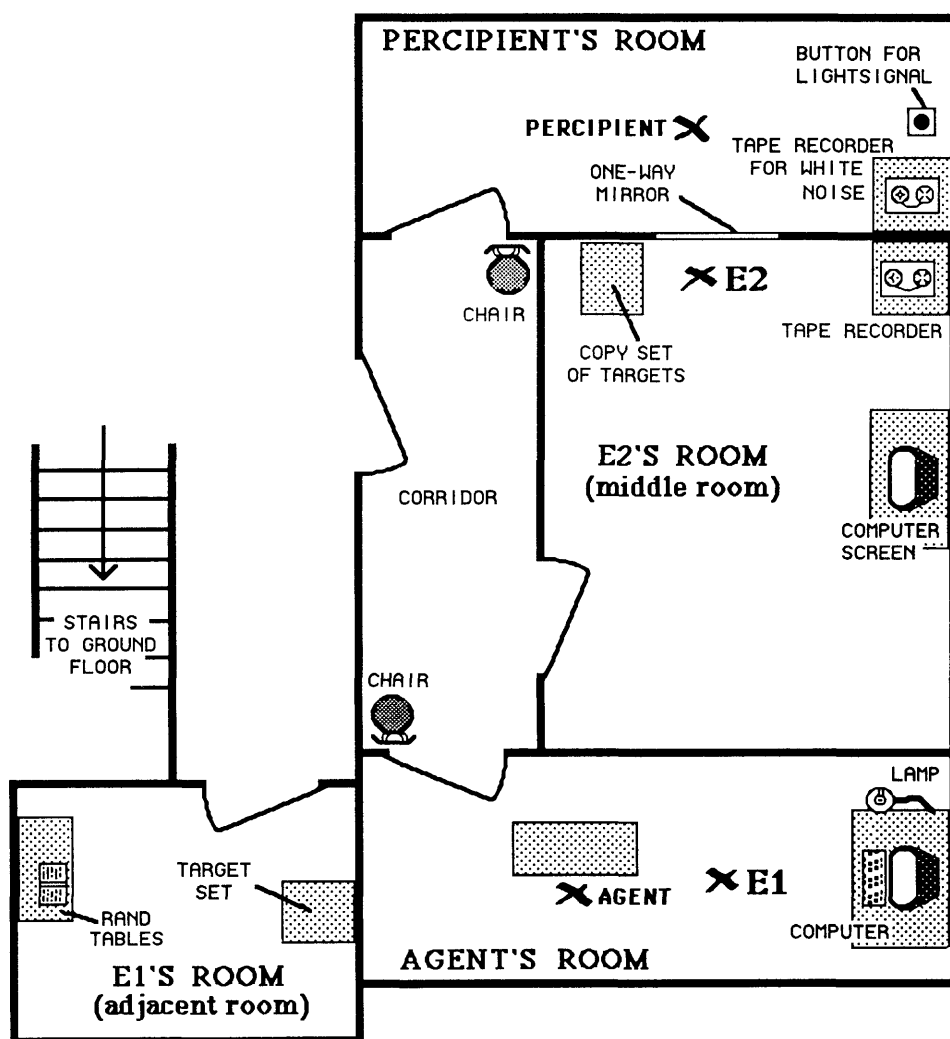 PERCIPIENT'S ROOM
BUTTON FOR
LIGHTSIGNAL
PERCIPIENT
TAPE RECORDER
FOR WHITE
NOISE
ONE-WAY
MIRROR
CHAIR
E2
COPY SET
OF TARGETS
TAPE RECORDER
E2'S ROOM
(middle room)
CORRIDOR
COMPUTER
SCREEN
STAIRS
TO GROUND
FLOOR
CHAIR
LAMP
TARGET
SET
AGENT
E1
RAND
TABLES
COMPUTER
AGENT'S ROOM
E1'S ROOM
(adjacent room)